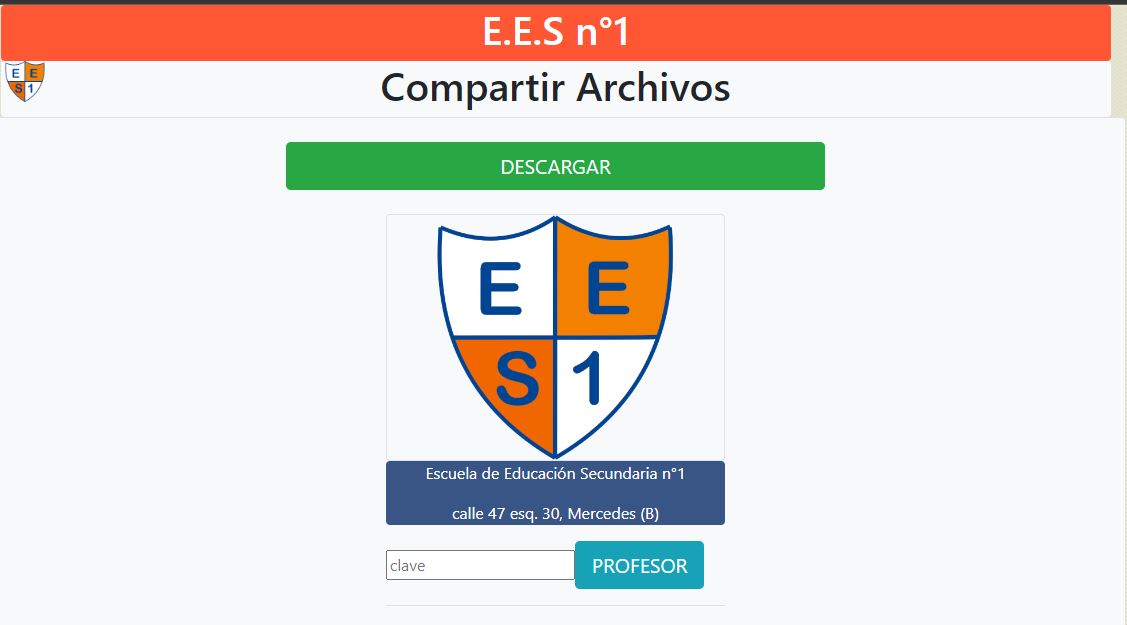 E.E.S n°1
E E
S 1
Compartir Archivos
DESCARGAR
E E
S 1
Escuela de Educación Secundaria n°1
calle 47 esq. 30, Mercedes (B)
clave
PROFESOR